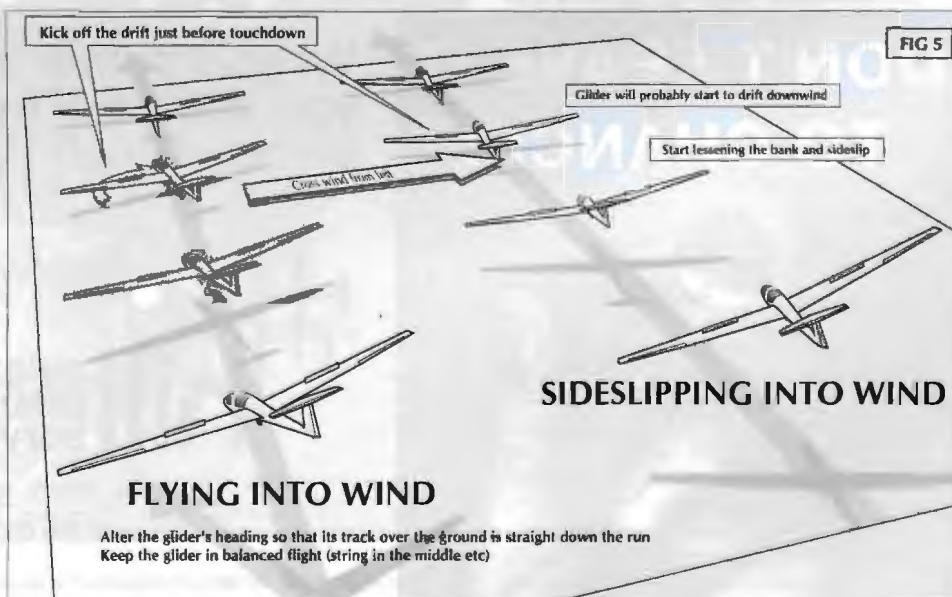 Kick off the drift just before touchdown
FIG 5
Glider will probably start to drift downwind
Start lessening the bank and sideslip
Cross wind from left
SIDESLIPPING INTO WIND
FLYING INTO WIND
Alter the glider's heading so that its track over the ground is straight down the run
Keep the glider in balanced flight (string in the middle etc)